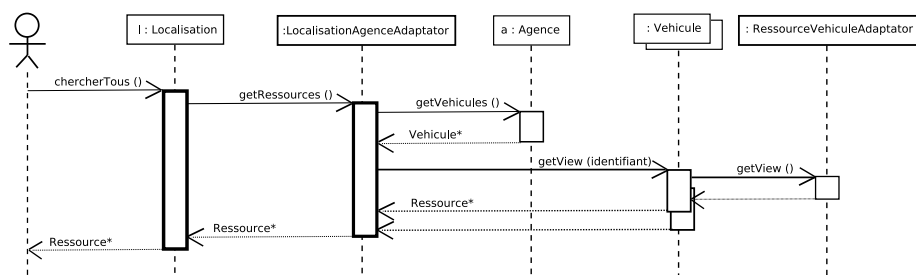 l : Localisation
:LocalisationAgenceAdaptator
a : Agence
: Vehicule
: RessourceVehiculeAdaptator
chercherTous ()
getRessources ()
getVehicules ()
Vehicule*
getView (identifiant)
getView ()
Ressource*
Ressource*
Ressource*